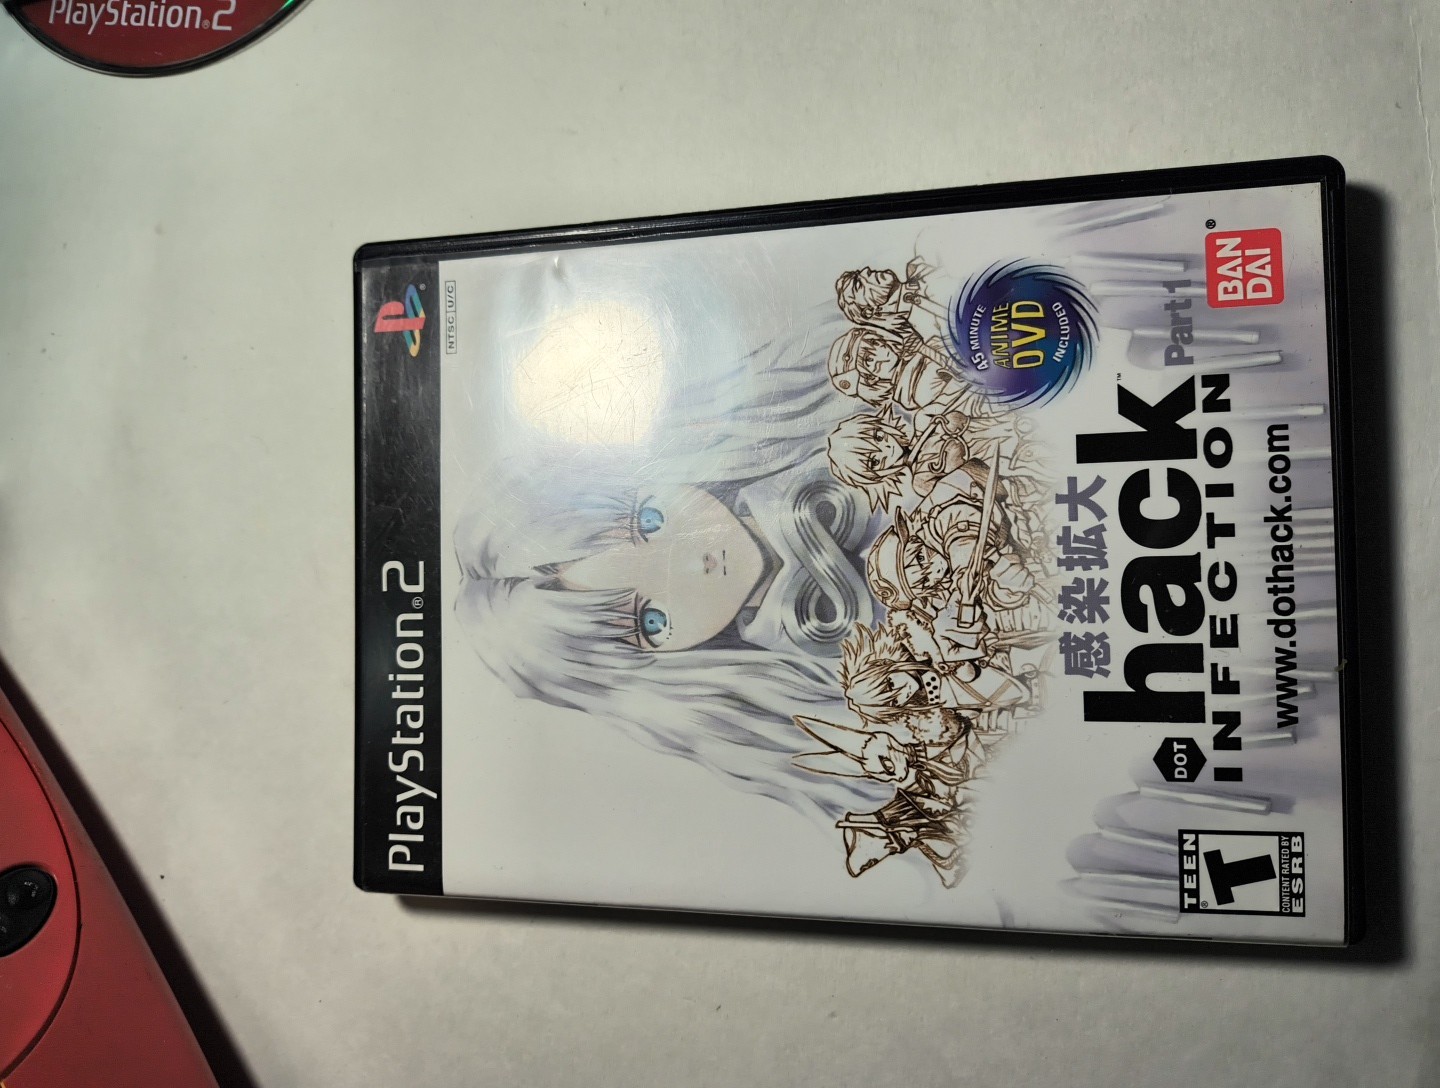 PlayStation®2
PlayStation®2
®
NTSC U/C
45 MINUTE
ANIME
DVD
INCLUDED
感染拡大
DOT hack™ Part 1
INFECTION
www.dothack.com
TEEN
T
®
CONTENT RATED BY
ESRB
BAN
DAI
®